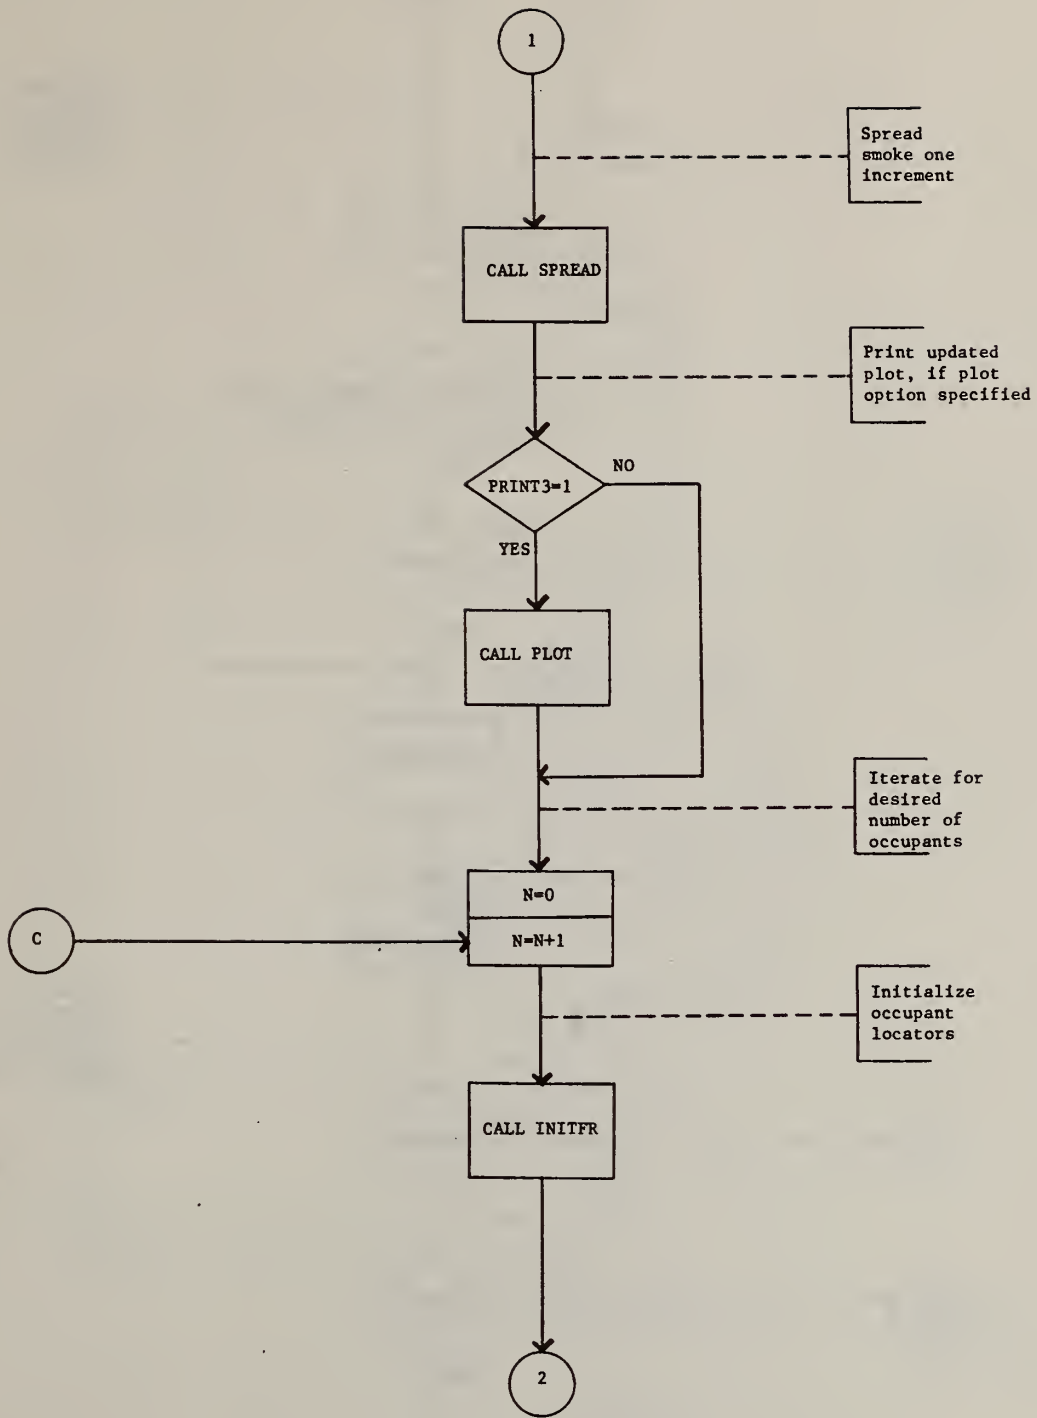 1
Spread
smoke one
increment
CALL SPREAD
Print updated
plot, if plot
option specified
PRINT3=1
NO
YES
CALL PLOT
Iterate for
desired
number of
occupants
N=0
C
N=N+1
Initialize
occupant
locators
CALL INITFR
2